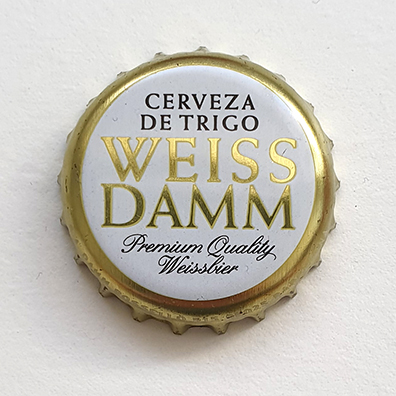 CERVEZA
DE TRIGO
WEISS
DAMM
Premium Quality
Weissbier